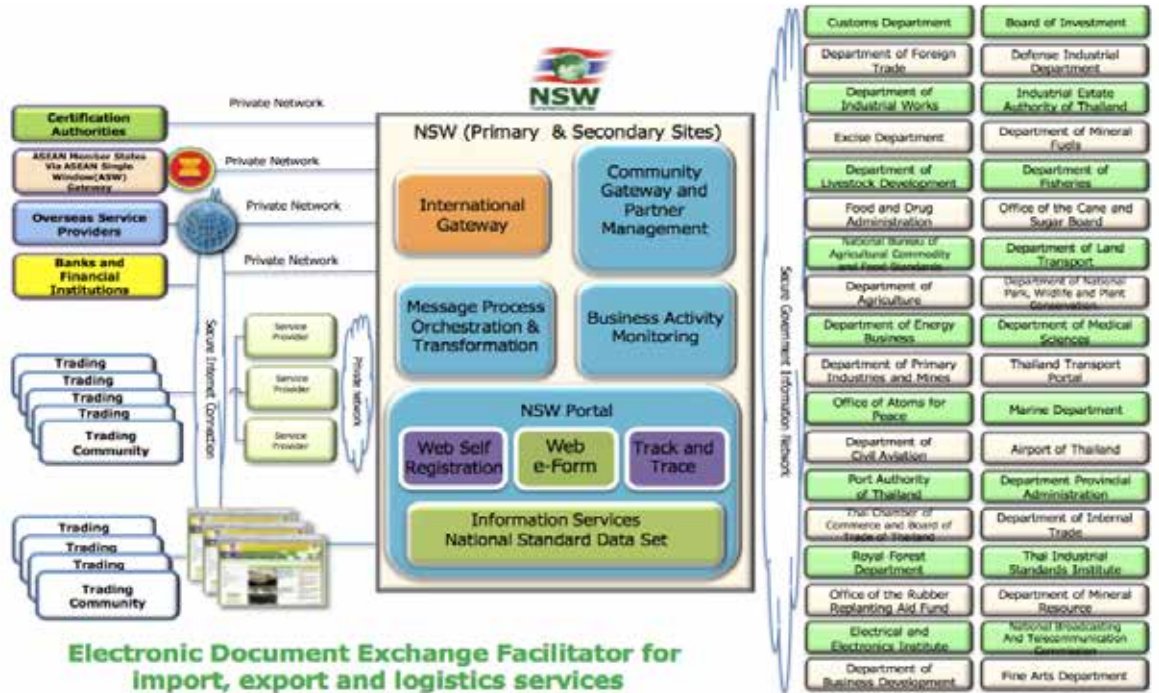 NSW
Private Network
Certification
Authorities
ASEAN Member States
Via ASEAN Single
Window(ASW)
Gateway
Private Network
Overseas Service
Providers
Private Network
Banks and
Financial
Institutions
Private Network
Secure Internet Connection
Service
Provider
Service
Provider
Service
Provider
Private network
Trading
Trading
Trading
Trading
Trading
Community
Trading
Trading
Trading
Trading
Community
NSW (Primary & Secondary Sites)
International
Gateway
Community
Gateway and
Partner
Management
Message Process
Orchestration &
Transformation
Business Activity
Monitoring
NSW Portal
Web Self
Registration
Web
e-Form
Track and
Trace
Information Services
National Standard Data Set
Secure Government Information Network
Customs Department
Board of Investment
Department of Foreign
Trade
Defense Industrial
Department
Department of
Industrial Works
Industrial Estate
Authority of Thailand
Excise Department
Department of Mineral
Fuels
Department of
Livestock Development
Department of
Fisheries
Food and Drug
Administration
Office of the Cane and
Sugar Board
National Bureau of
Agricultural Commodity
and Food Standards
Department of Land
Transport
Department of
Agriculture
Department of National
Park, Wildlife and Plant
Conservation
Department of Energy
Business
Department of Medical
Sciences
Department of Primary
Industries and Mines
Thailand Transport
Portal
Office of Atoms for
Peace
Marine Department
Department of
Civil Aviation
Airport of Thailand
Port Authority
of Thailand
Department Provincial
Administration
Thai Chamber of
Commerce and Board of
Trade of Thailand
Department of Internal
Trade
Royal Forest
Department
Thai Industrial
Standards Institute
Office of the Rubber
Replanting Aid Fund
Department of Mineral
Resource
Electrical and
Electronics Institute
National Broadcasting
And Telecommunication
Commission
Department of
Business Development
Fine Arts Department
Electronic Document Exchange Facilitator for
import, export and logistics services